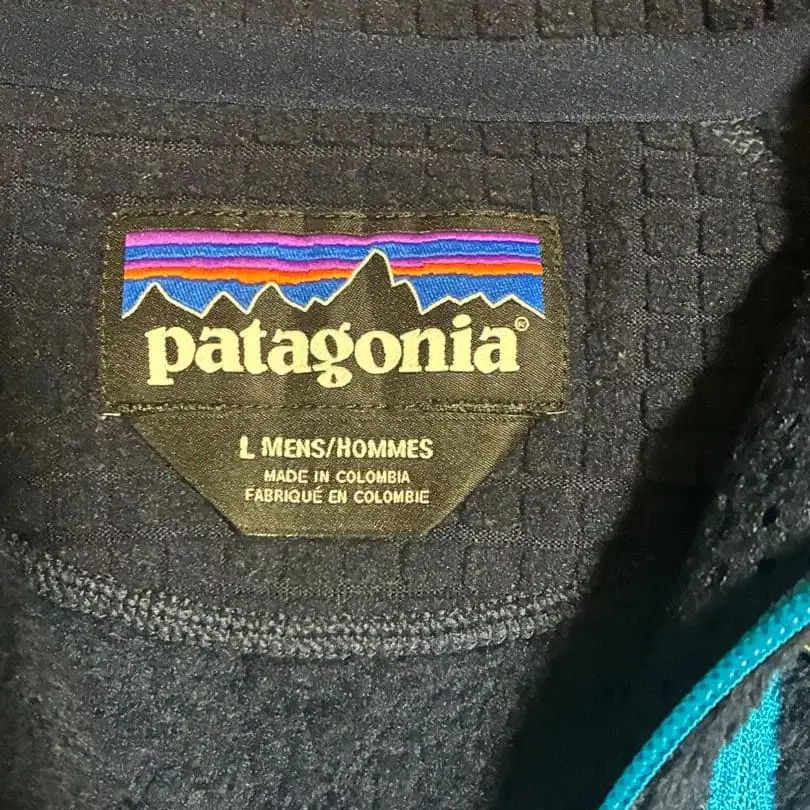 patagonia®
L MENS/HOMMES
MADE IN COLOMBIA
FABRIQUÉ EN COLOMBIE